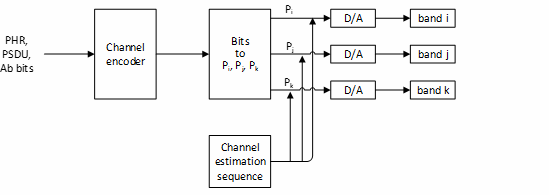 PHR,
PSDU,
Ab bits
Channel
encoder
Bits
to
Pi, Pj, Pk
Pi
D/A
band i
Pj
D/A
band j
Pk
D/A
band k
Channel
estimation
sequence